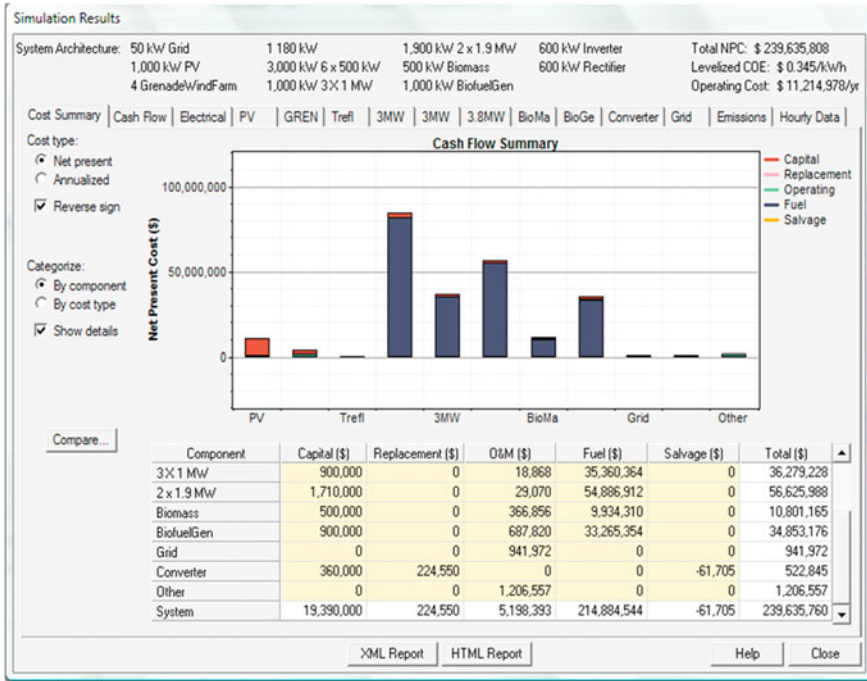 Simulation Results
System Architecture: 50 kW Grid 1 180 kW 1,900 kW 2 x 1.9 MW 600 kW Inverter Total NPC: $ 239,635,808
1,000 kW PV 3,000 kW 6 x 500 kW 500 kW Biomass 600 kW Rectifier Levelized COE: $ 0.345/kWh
4 GrenadeWindFarm 1,000 kW 3 X 1 MW 1,000 kW BiofuelGen Operating Cost: $ 11,214,978/yr
Cost Summary Cash Flow Electrical PV GREN Trefl 3MW 3MW 3.8MW BioMa BioGe Converter Grid Emissions Hourly Data
Cost type:
Net present
Annualized
Reverse sign
Categorize:
By component
By cost type
Show details
Compare...
Cash Flow Summary
Net Present Cost ($)
100,000,000
50,000,000
0
PV Trefl 3MW BioMa Grid Other
Capital
Replacement
Operating
Fuel
Salvage
Component Capital ($) Replacement ($) O&M ($) Fuel ($) Salvage ($) Total ($)
3 X 1 MW 900,000 0 18,868 35,360,364 0 36,279,228
2 x 1.9 MW 1,710,000 0 29,070 54,886,912 0 56,625,988
Biomass 500,000 0 366,856 9,934,310 0 10,801,165
BiofuelGen 900,000 0 687,820 33,265,354 0 34,853,176
Grid 0 0 941,972 0 0 941,972
Converter 360,000 224,550 0 0 -61,705 522,845
Other 0 0 1,206,557 0 0 1,206,557
System 19,390,000 224,550 5,198,393 214,884,544 -61,705 239,635,760
XML Report HTML Report Help Close